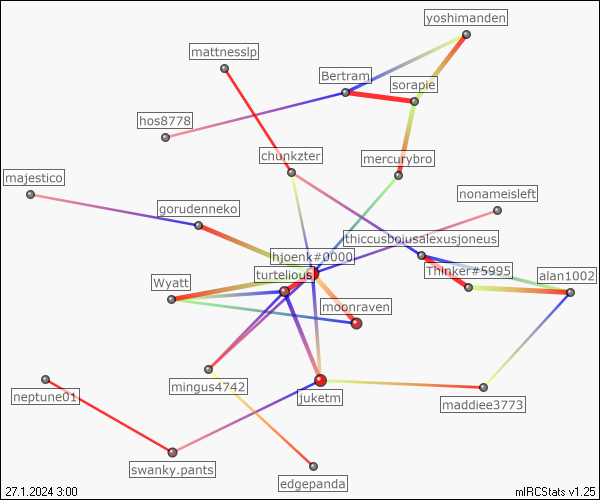 yoshimanden
mattnesslp
Bertram
sorapie
hos8778
chunkzter
mercurybro
majestico
nonameisleft
gorudenneko
thiccusboiusalexusjoneus
hjoenk#0000
turtelious
Thinker#5995
alan1002
Wyatt
moonraven
mingus4742
juketm
neptune01
maddiee3773
swanky.pants
edgepanda
27.1.2024 3:00
mIRCStats v1.25